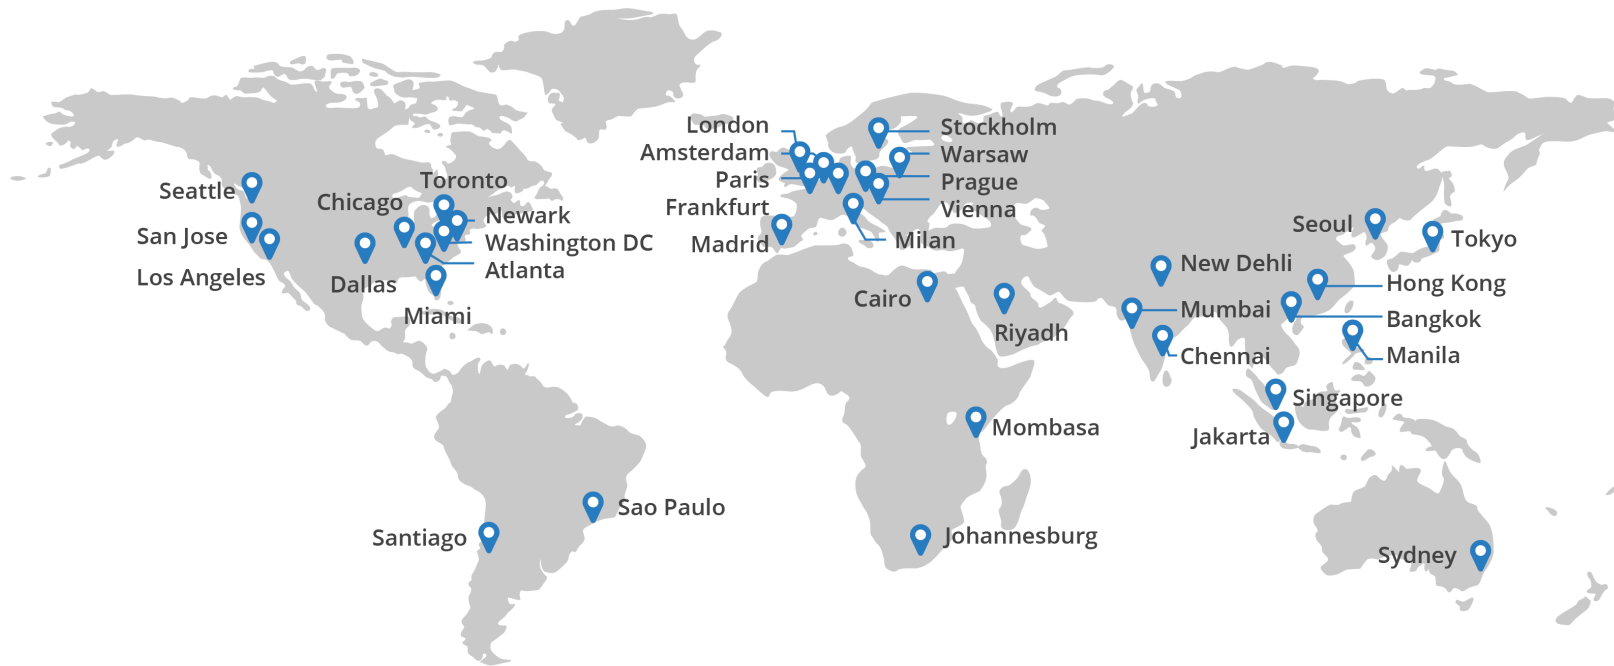 Seattle
San Jose
Los Angeles
Chicago
Dallas
Toronto
Newark
Washington DC
Atlanta
Miami
Santiago
Sao Paulo
London
Amsterdam
Paris
Frankfurt
Madrid
Stockholm
Warsaw
Prague
Vienna
Milan
Cairo
Riyadh
Mombasa
Johannesburg
New Dehli
Mumbai
Chennai
Seoul
Tokyo
Hong Kong
Bangkok
Manila
Singapore
Jakarta
Sydney